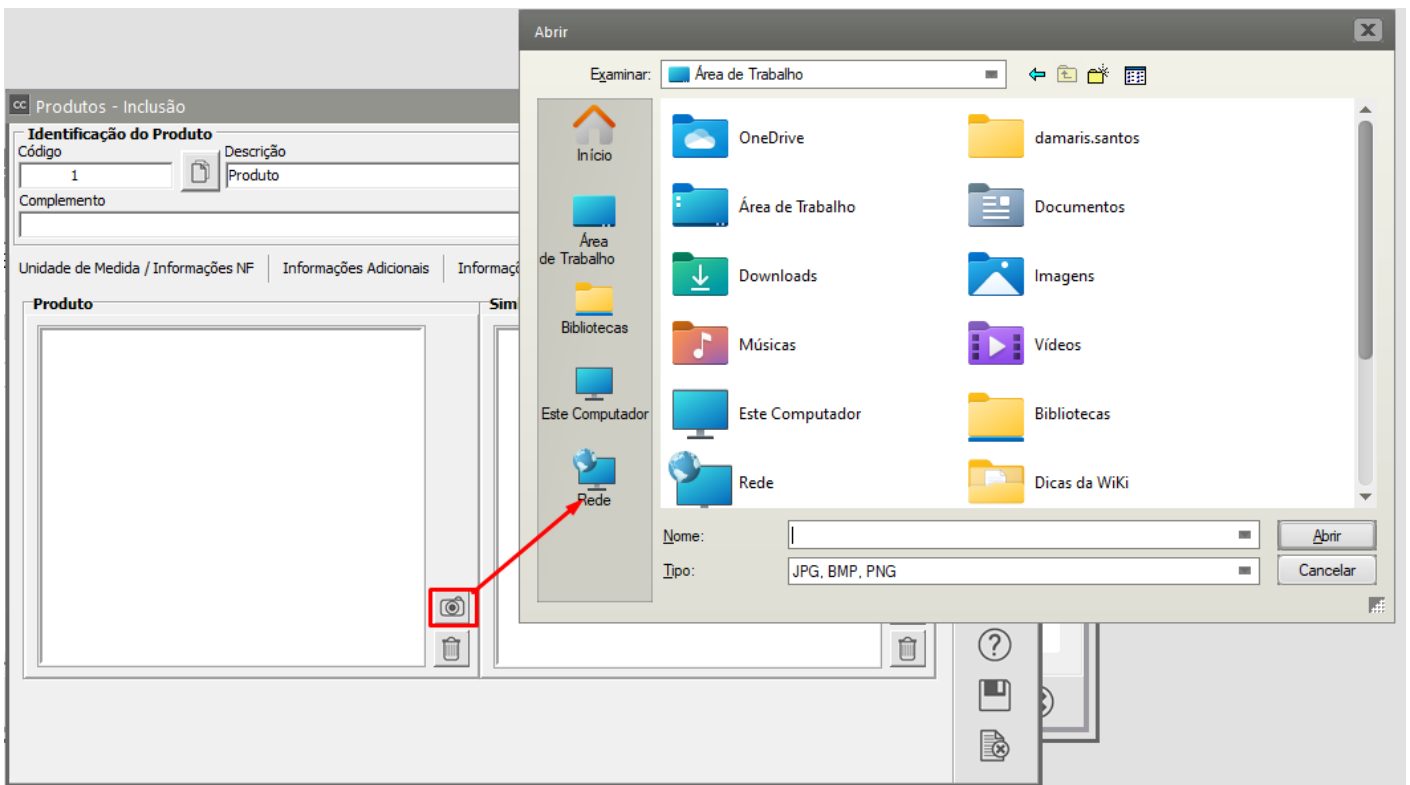 Abrir
Examinar: Área de Trabalho
Início
Área
de Trabalho
Bibliotecas
Este Computador
Rede
OneDrive
damaris.santos
Área de Trabalho
Documentos
Downloads
Imagens
Músicas
Vídeos
Este Computador
Bibliotecas
Rede
Dicas da WiKi
Nome:
Abrir
Tipo: JPG, BMP, PNG
Cancelar
cc Produtos - Inclusão
Identificação do Produto
Código
Descrição
1
Produto
Complemento
Unidade de Medida / Informações NF
Informações Adicionais
Produto